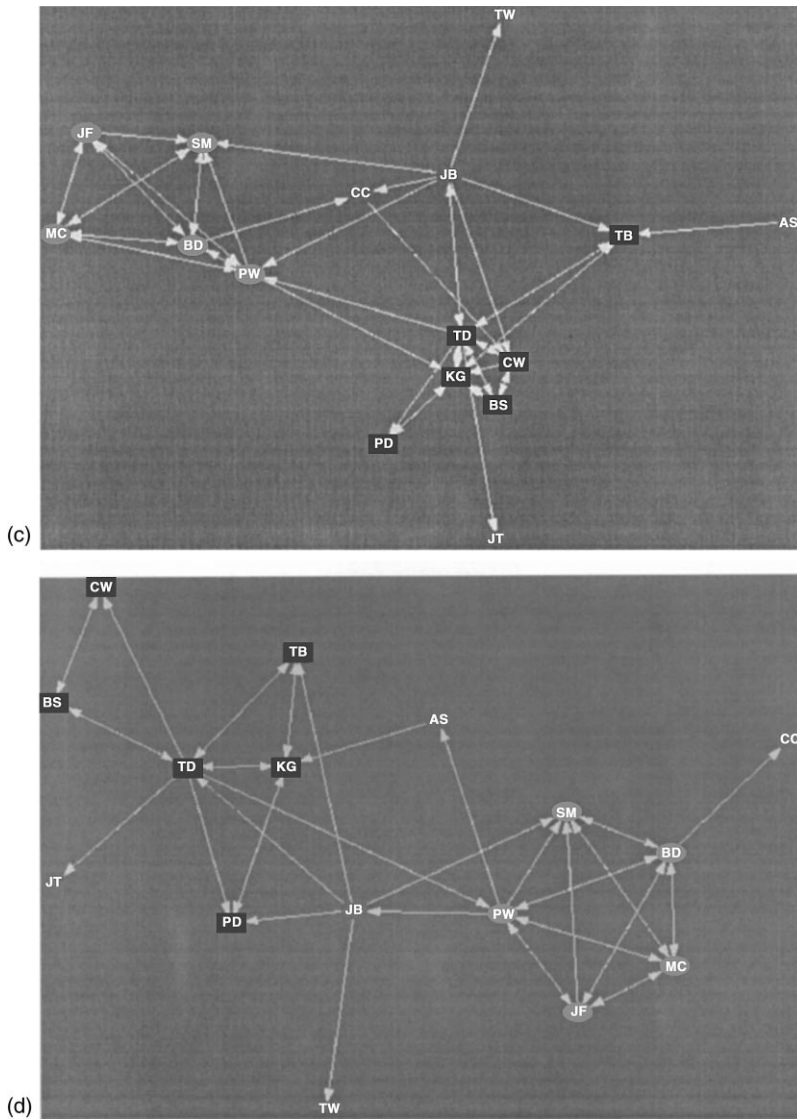 TW
JF
SM
JB
CC
AS
MC
TB
BD
PW
TD
CW
KG
BS
PD
(c)
JT
CW
TB
BS
AS
CC
TD
KG
SM
BD
JT
JB
PW
PD
MC
JF
(d)
TW